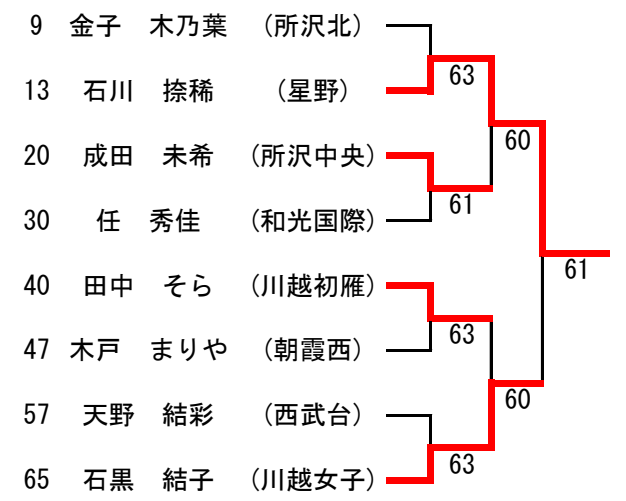 9 金子 木乃葉 (所沢北)
63
13 石川 捺稀 (星野)
60
20 成田 未希 (所沢中央)
61
30 任 秀佳 (和光国際)
61
40 田中 そら (川越初雁)
63
47 木戸 まりや (朝霞西)
60
57 天野 結彩 (西武台)
63
65 石黒 結子 (川越女子)